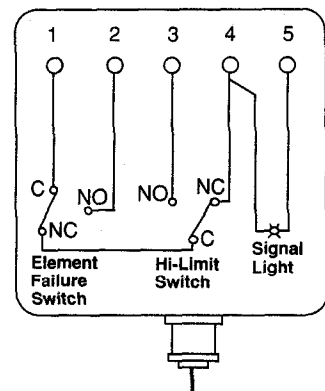 1 2 3 4 5
C NO NO NC
NC C
Element
Failure
Switch
Hi-Limit
Switch
Signal
Light